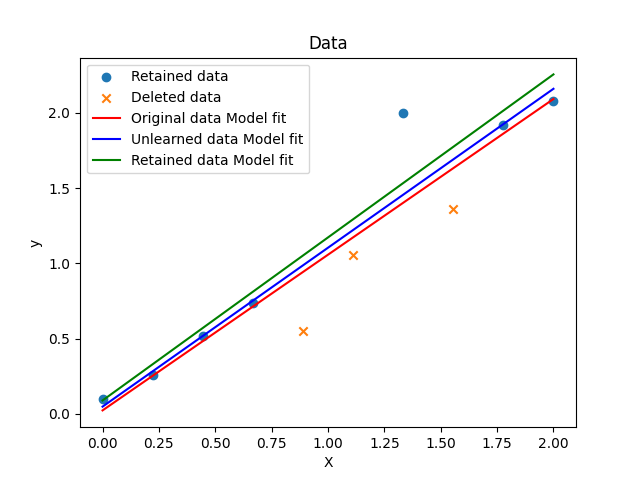 Data
Retained data
Deleted data
Original data Model fit
Unlearned data Model fit
Retained data Model fit
y
2.0
1.5
1.0
0.5
0.0
0.00 0.25 0.50 0.75 1.00 1.25 1.50 1.75 2.00
X